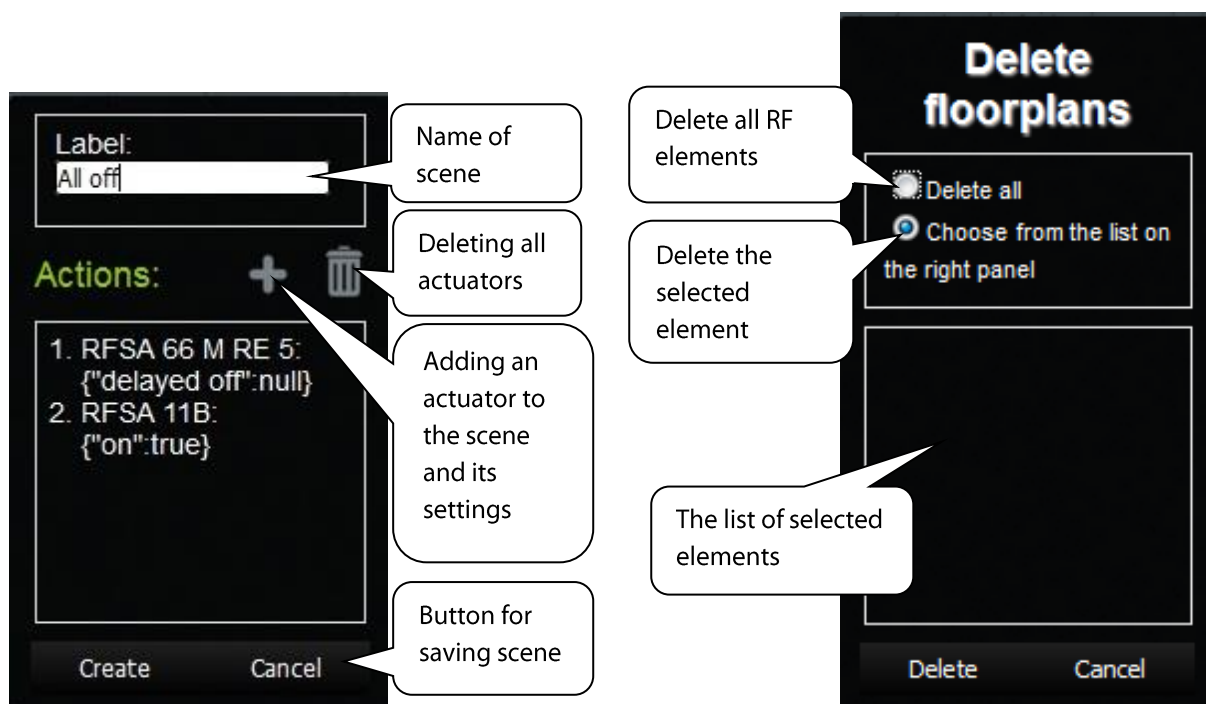 Label:
All off
Actions:
1. RFSA 66 M RE 5:
{"delayed off":null}
2. RFSA 11B:
{"on":true}
Create Cancel
Name of
scene
Deleting all
actuators
Adding an
actuator to
the scene
and its
settings
Button for
saving scene
Delete all RF
elements
Delete the
selected
element
The list of selected
elements
Delete
floorplans
Delete all
Choose from the list on
the right panel
Delete Cancel